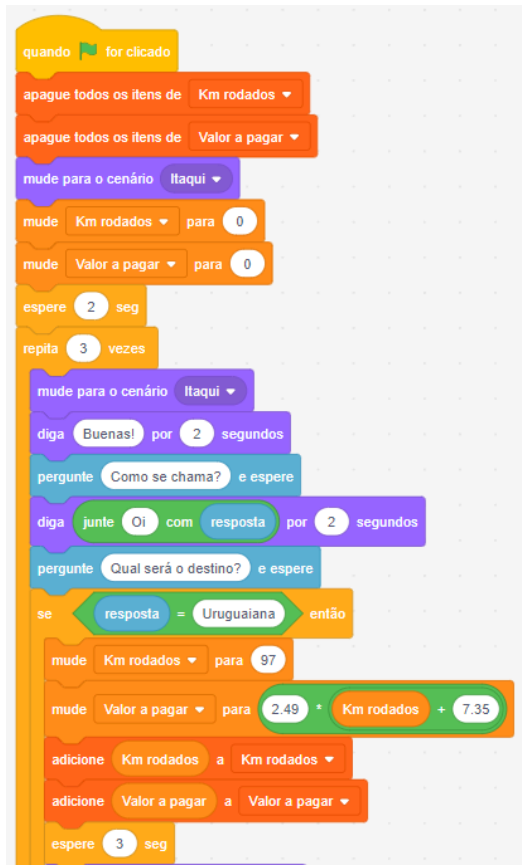 quando for clicado
apague todos os itens de Km rodados
apague todos os itens de Valor a pagar
mude para o cenário Itaqui
mude Km rodados para 0
mude Valor a pagar para 0
espere 2 seg
repita 3 vezes
mude para o cenário Itaqui
diga Buenas! por 2 segundos
pergunte Como se chama? e espere
diga junte Oi com resposta por 2 segundos
pergunte Qual será o destino? e espere
se resposta = Uruguaiana então
mude Km rodados para 97
mude Valor a pagar para 2.49 * Km rodados + 7.35
adicione Km rodados a Km rodados
adicione Valor a pagar a Valor a pagar
espere 3 seg